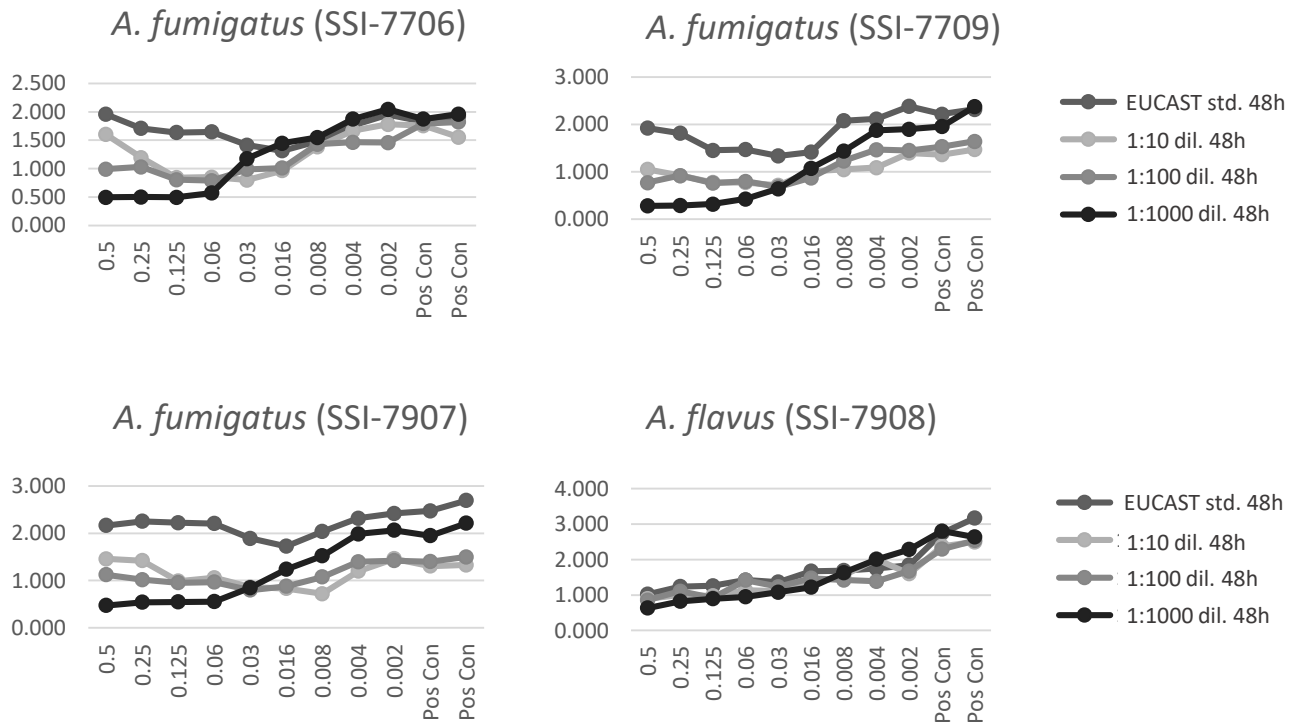 A. fumigatus (SSI-7706)
2.500
2.000
1.500
1.000
0.500
0.000
0.5
0.25
0.125
0.06
0.03
0.016
0.008
0.004
0.002
Pos Con
Pos Con
A. fumigatus (SSI-7709)
3.000
2.000
1.000
0.000
0.5
0.25
0.125
0.06
0.03
0.016
0.008
0.004
0.002
Pos Con
Pos Con
EUCAST std. 48h
1:10 dil. 48h
1:100 dil. 48h
1:1000 dil. 48h
A. fumigatus (SSI-7907)
3.000
2.000
1.000
0.000
0.5
0.25
0.125
0.06
0.03
0.016
0.008
0.004
0.002
Pos Con
Pos Con
A. flavus (SSI-7908)
4.000
3.000
2.000
1.000
0.000
0.5
0.25
0.125
0.06
0.03
0.016
0.008
0.004
0.002
Pos Con
Pos Con
EUCAST std. 48h
1:10 dil. 48h
1:100 dil. 48h
1:1000 dil. 48h